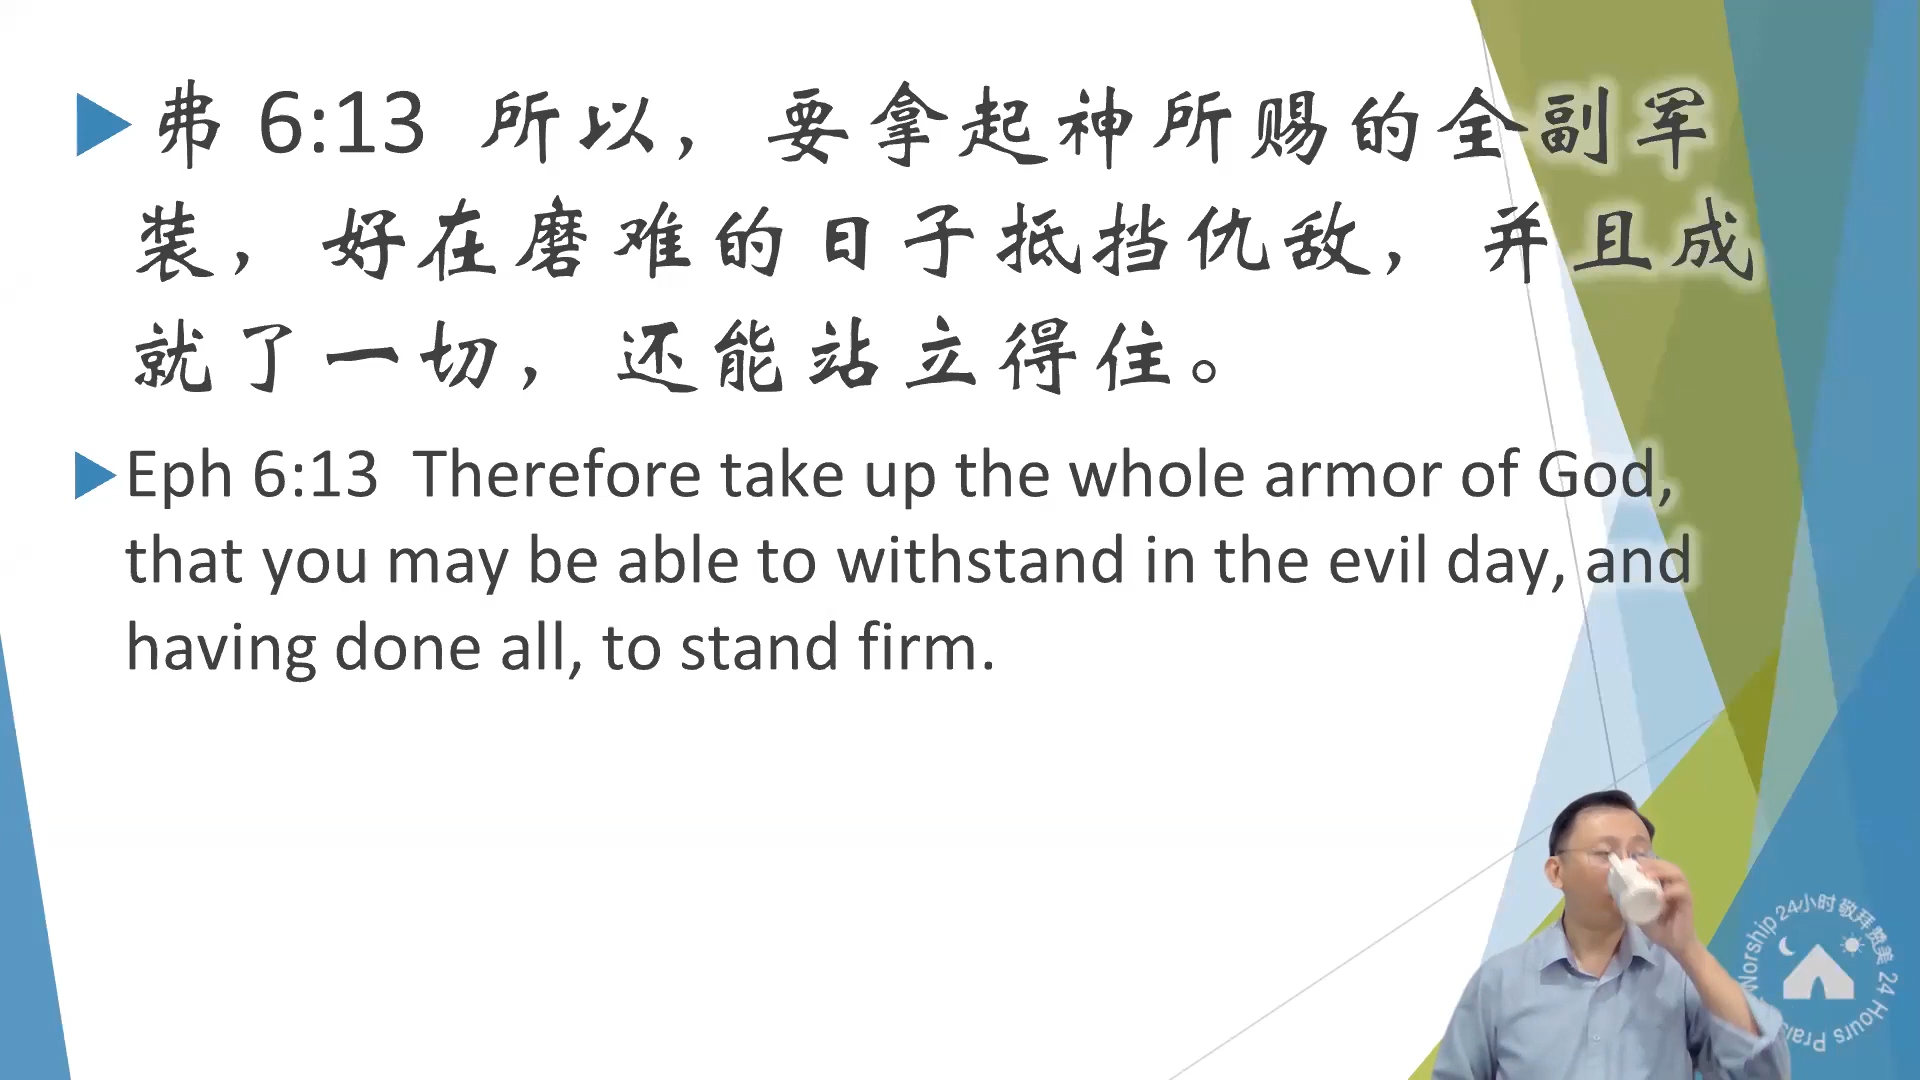 弗 6:13 所以，要拿起神所赐的全副军
装，好在磨难的日子抵挡仇敌，并且成
就了一切，还能站立得住。
Eph 6:13 Therefore take up the whole armor of God,
that you may be able to withstand in the evil day, and
having done all, to stand firm.
Worship 24小时敬拜赞美 24 Hours Prais